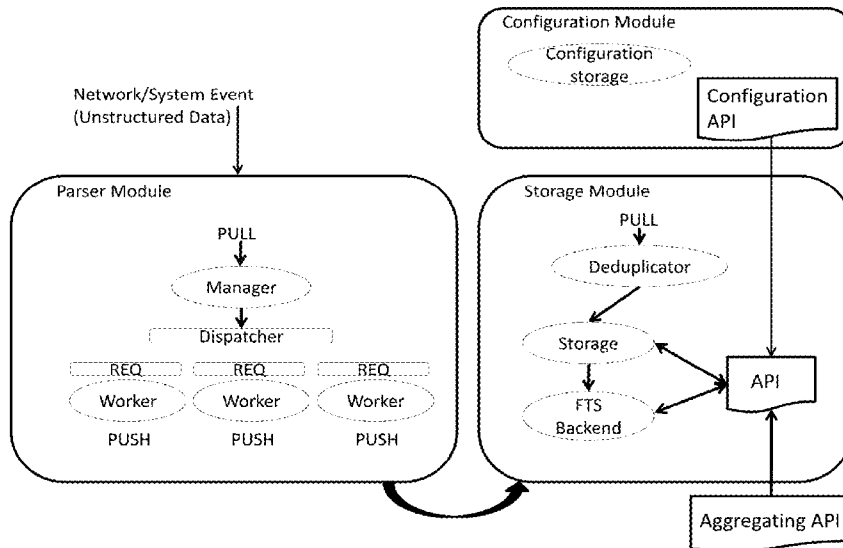 Configuration Module
Configuration
storage
Configuration
API
Network/System Event
(Unstructured Data)
Parser Module
PULL
Manager
Dispatcher
REQ REQ REQ
Worker Worker Worker
PUSH PUSH PUSH
Storage Module
PULL
Deduplicator
Storage
API
FTS
Backend
Aggregating API